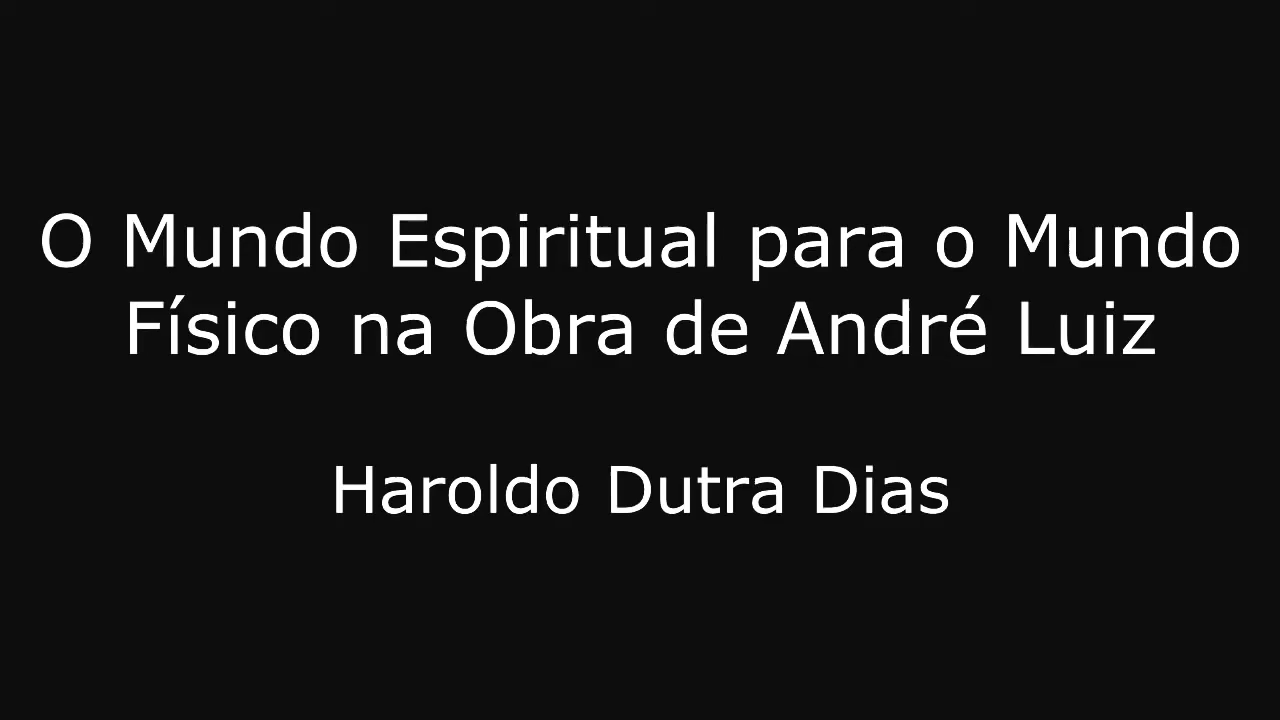 O Mundo Espiritual para o Mundo
Físico na Obra de André Luiz
Haroldo Dutra Dias